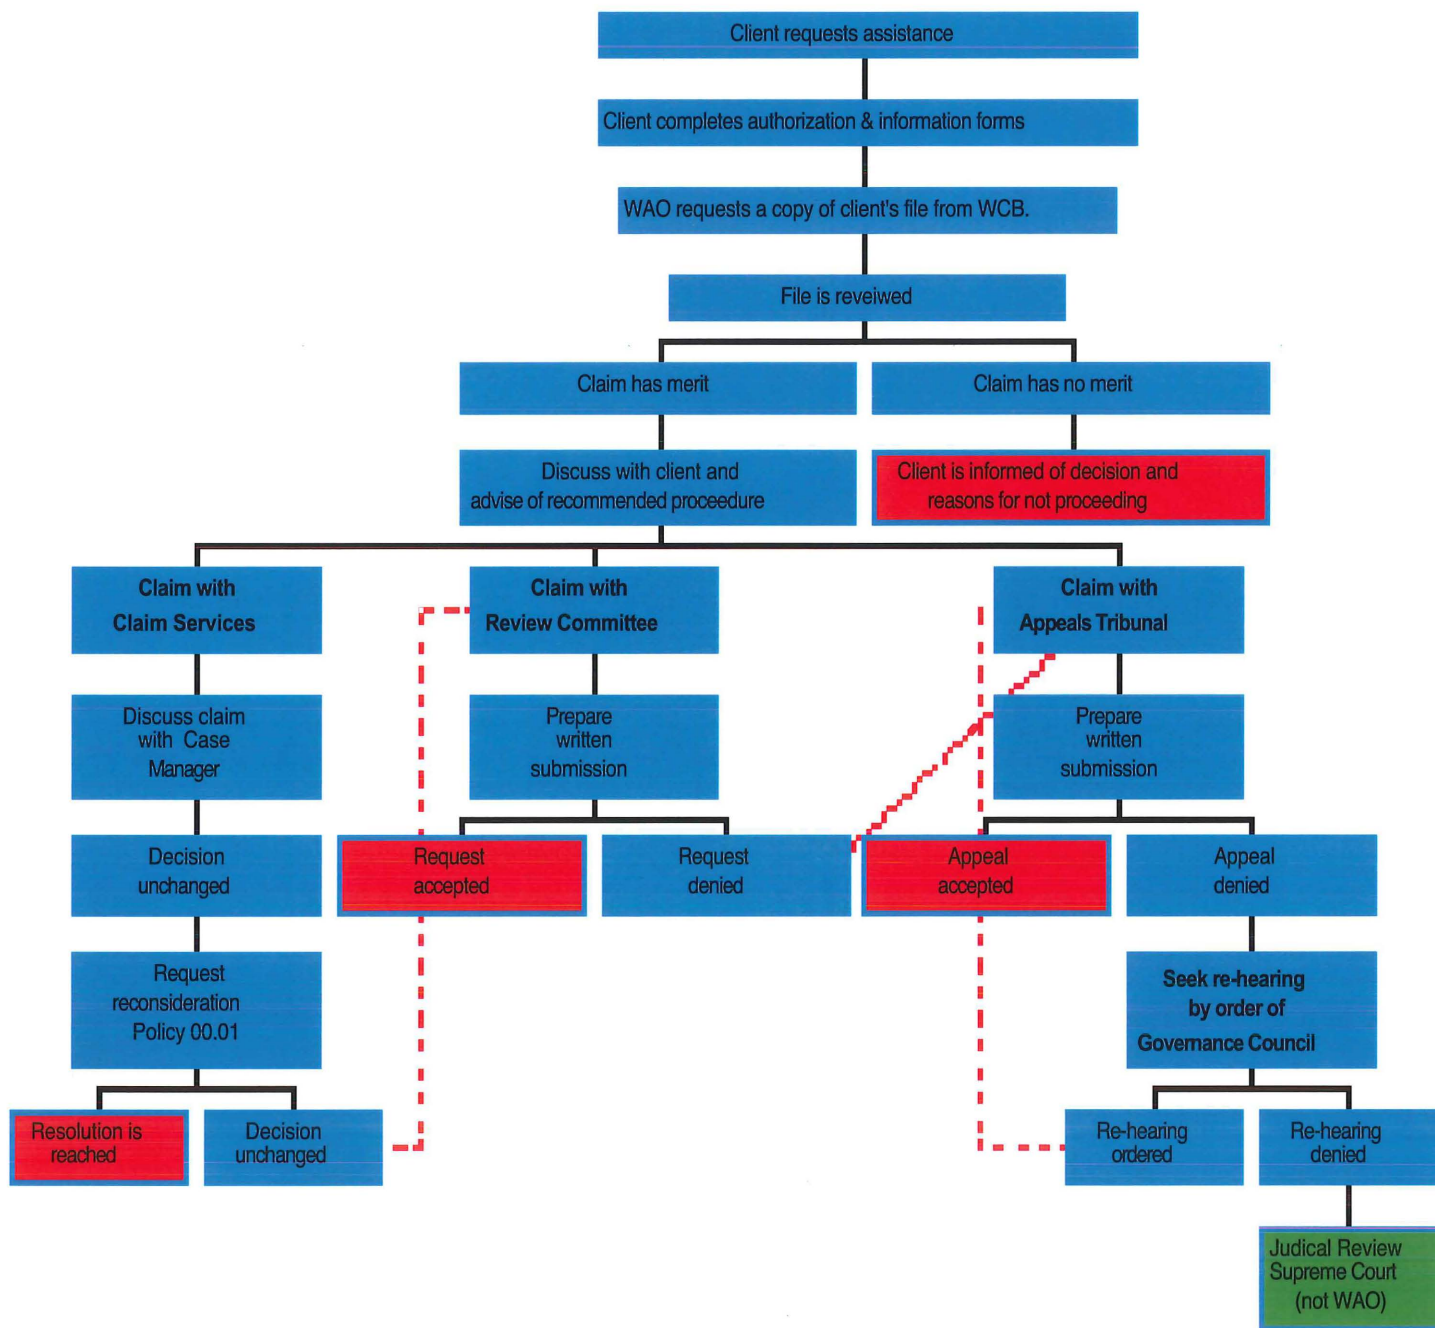 Client requests assistance
Client completes authorization & information forms
WAO requests a copy of client's file from WCB.
File is reveiwed
Claim has merit
Claim has no merit
Discuss with client and
advise of recommended proceedure
Client is informed of decision and
reasons for not proceeding
Claim with
Claim Services
Claim with
Review Committee
Claim with
Appeals Tribunal
Discuss claim
with Case
Manager
Prepare
written
submission
Prepare
written
submission
Decision
unchanged
Request
accepted
Request
denied
Appeal
accepted
Appeal
denied
Request
reconsideration
Policy 00.01
Seek re-hearing
by order of
Governance Council
Resolution is
reached
Decision
unchanged
Re-hearing
ordered
Re-hearing
denied
Judical Review
Supreme Court
(not WAO)